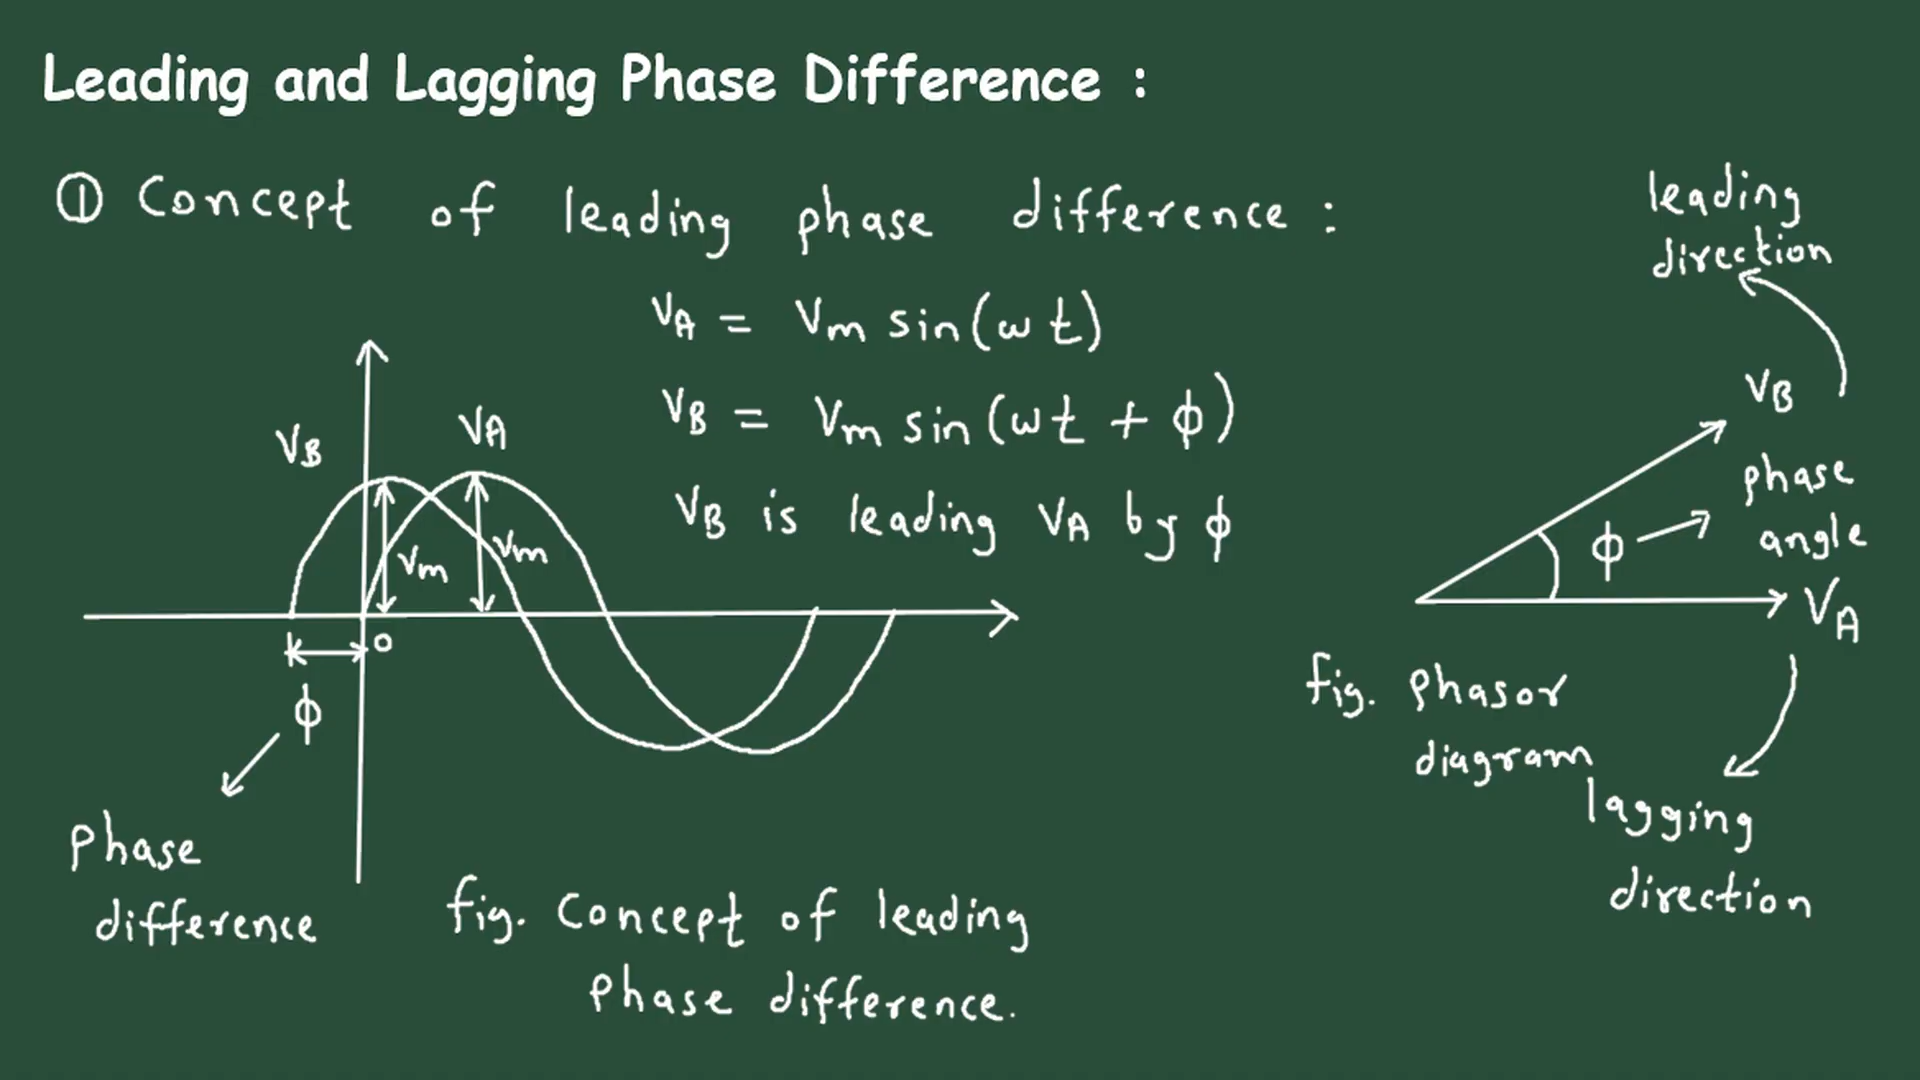 Leading and Lagging Phase Difference :
① Concept of leading phase difference :
leading
direction
VA = Vm sin(ωt)
VB = Vm sin(ωt + ϕ)
VB is leading VA by ϕ
VB
VA
Vm
Vm
0
ϕ
Phase
difference
fig. Concept of leading
Phase difference.
VB
phase
angle
ϕ
VA
fig. Phasor
diagram
lagging
direction